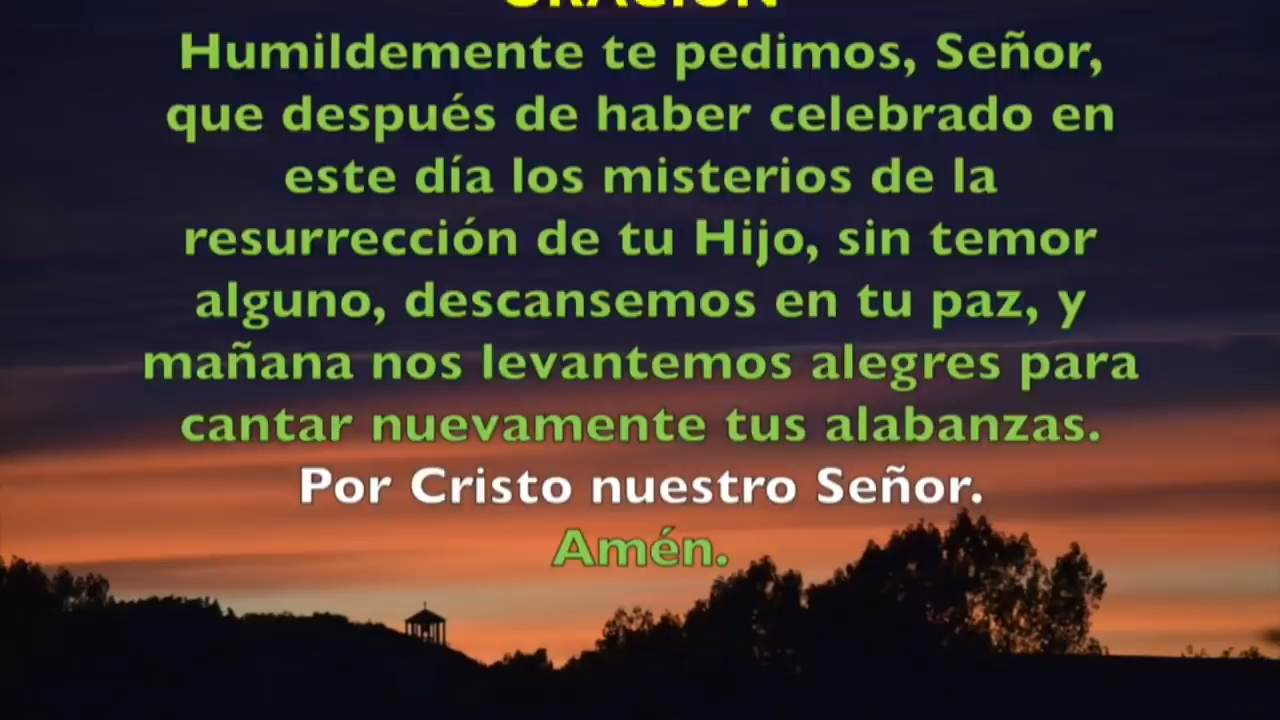 ORACIÓN
Humildemente te pedimos, Señor,
que después de haber celebrado en
este día los misterios de la
resurrección de tu Hijo, sin temor
alguno, descansemos en tu paz, y
mañana nos levantemos alegres para
cantar nuevamente tus alabanzas.
Por Cristo nuestro Señor.
Amén.